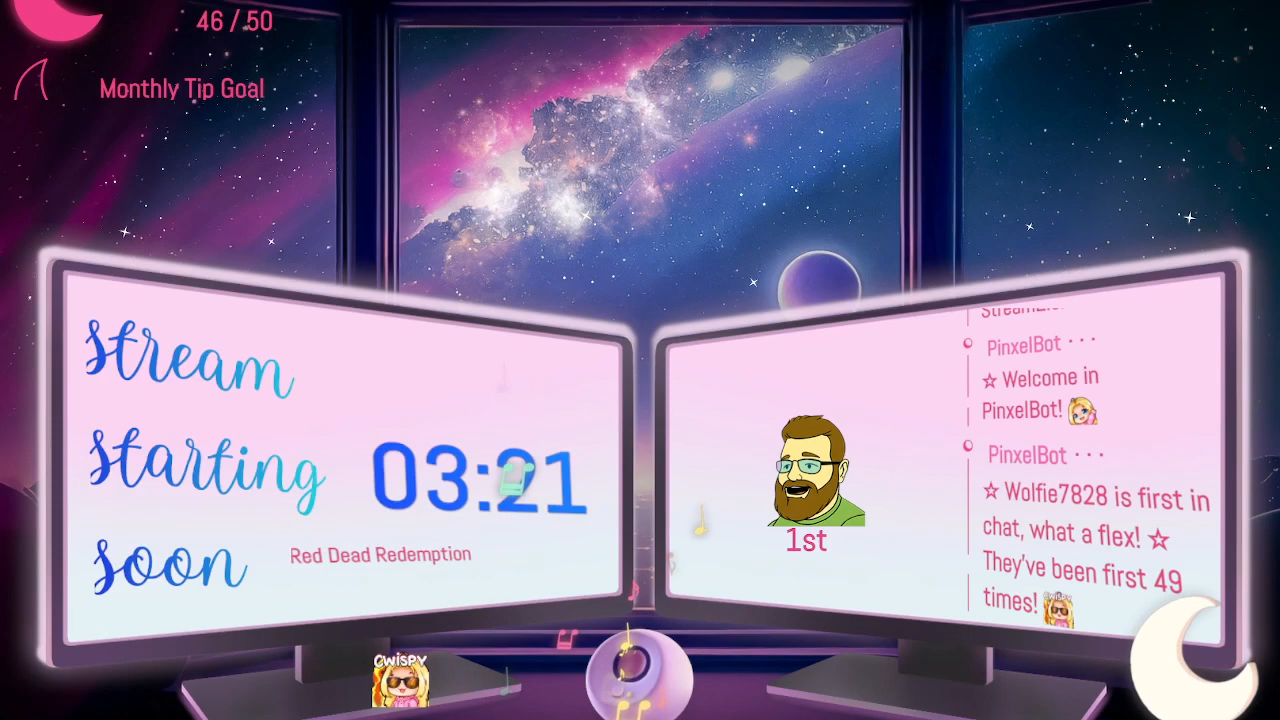 46 / 50
Monthly Tip Goal
stream
starting
soon
03:21
Red Dead Redemption
1st
PinxelBot ···
☆ Welcome in
PinxelBot!
PinxelBot ···
☆ Wolfie7828 is first in
chat, what a flex! ☆
They've been first 49
times!
CWISPY